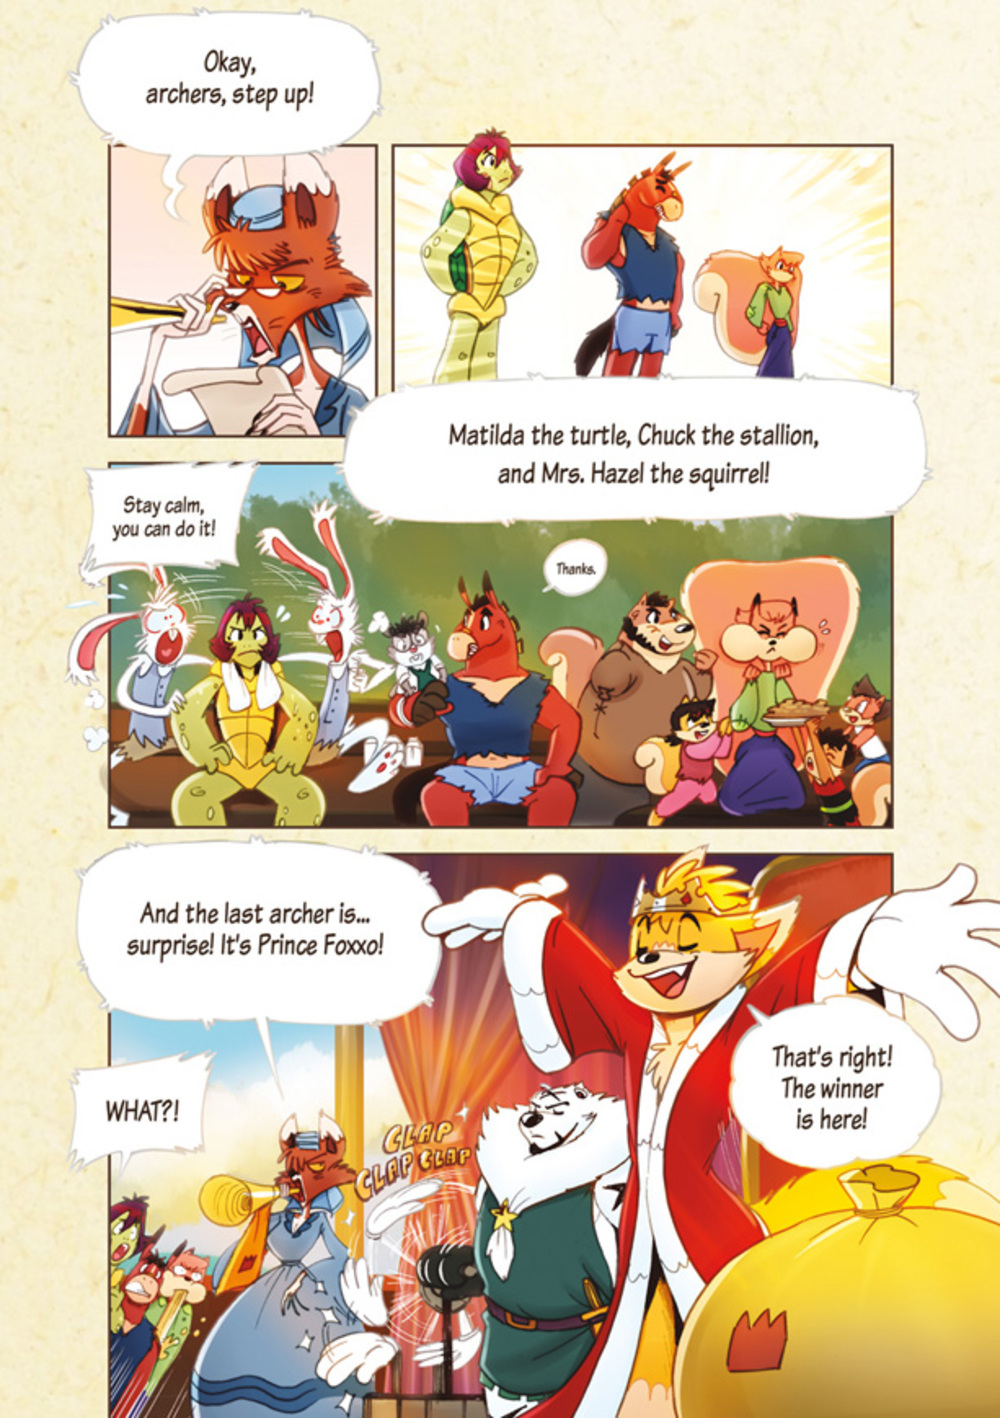 Okay,
archers, step up!
Matilda the turtle, Chuck the stallion,
and Mrs. Hazel the squirrel!
Stay calm,
you can do it!
Thanks.
And the last archer is...
surprise! It's Prince Foxxo!
That's right!
The winner
is here!
WHAT?!
CLAP
CLAP CLAP